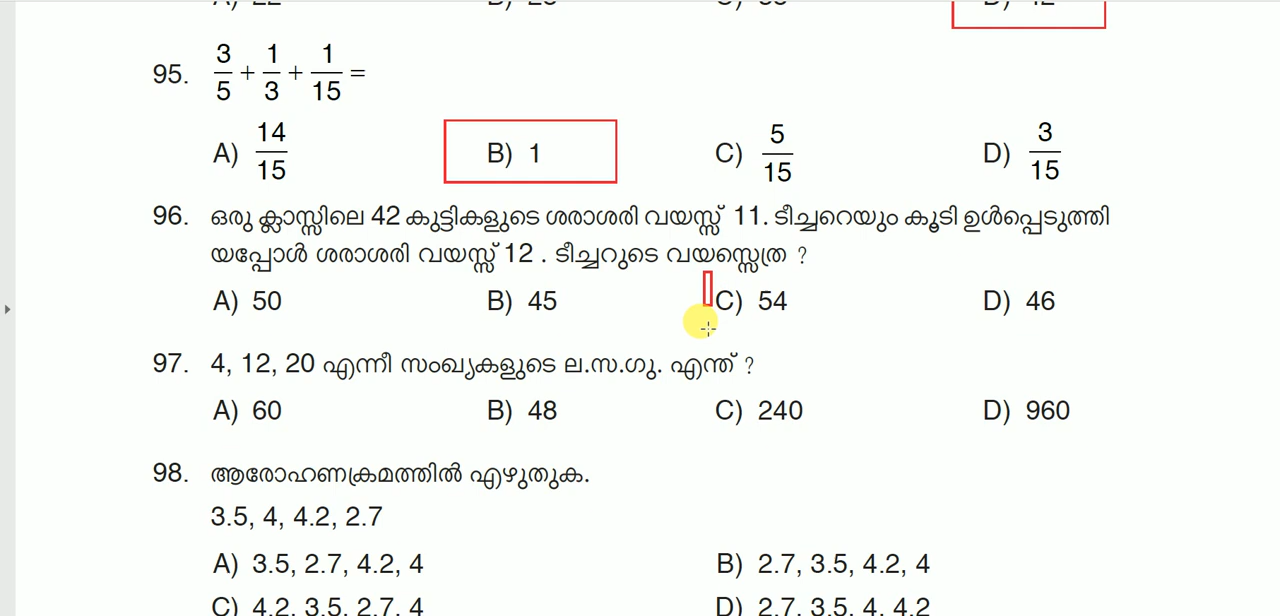 95. 3/5 + 1/3 + 1/15 =
A) 14/15 B) 1 C) 5/15 D) 3/15
96. ഒരു ക്ലാസ്സിലെ 42 കുട്ടികളുടെ ശരാശരി വയസ്സ് 11. ടീച്ചറെയും കൂടി ഉൾപ്പെടുത്തി
യപ്പോൾ ശരാശരി വയസ്സ് 12 . ടീച്ചറുടെ വയസ്സെത്ര ?
A) 50 B) 45 C) 54 D) 46
97. 4, 12, 20 എന്നീ സംഖ്യകളുടെ ല.സ.ഗു. എന്ത് ?
A) 60 B) 48 C) 240 D) 960
98. ആരോഹണക്രമത്തിൽ എഴുതുക.
3.5, 4, 4.2, 2.7
A) 3.5, 2.7, 4.2, 4 B) 2.7, 3.5, 4.2, 4
C) 4.2, 3.5, 2.7, 4 D) 2.7, 3.5, 4, 4.2